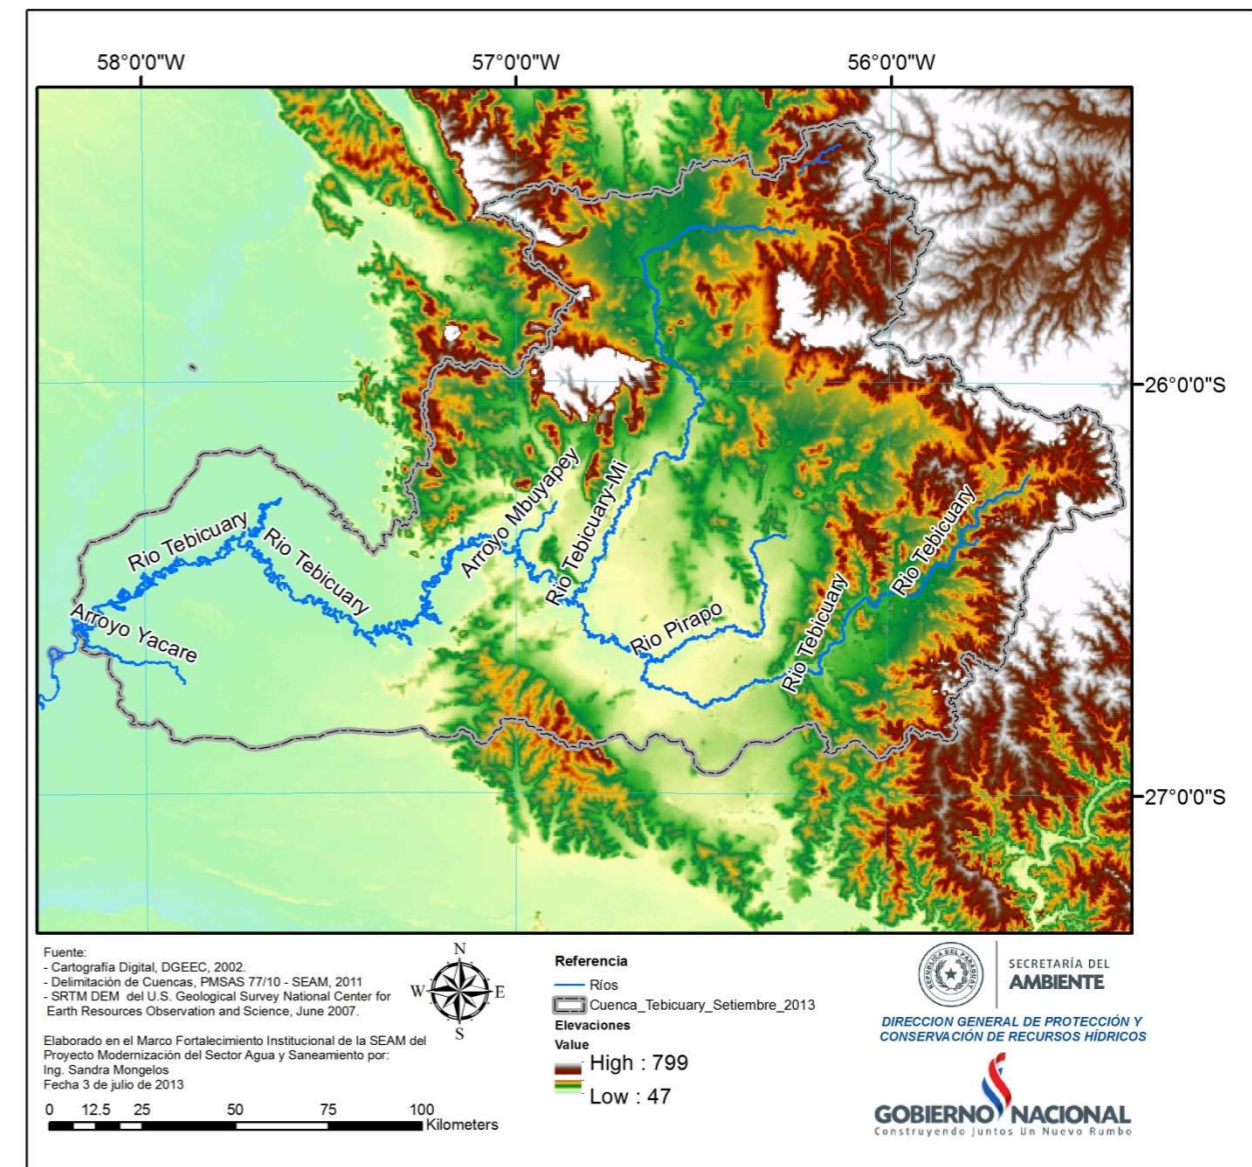 58°0'0"W
57°0'0"W
56°0'0"W
26°0'0"S
27°0'0"S
Arroyo Mbuyapey
Rio Tebicuary-Mi
Rio Tebicuary
Rio Tebicuary
Rio Tebicuary
Rio Tebicuary
Rio Pirapo
Arroyo Yacare
Fuente:
- Cartografía Digital, DGEEC, 2002.
- Delimitación de Cuencas, PMSAS 77/10 - SEAM, 2011
- SRTM DEM del U.S. Geological Survey National Center for
Earth Resources Observation and Science, June 2007.
Elaborado en el Marco Fortalecimiento Institucional de la SEAM del
Proyecto Modernización del Sector Agua y Saneamiento por:
Ing. Sandra Mongelos
Fecha 3 de julio de 2013
0 12.5 25 50 75 100
Kilometers
N
W E
S
Referencia
Ríos
Cuenca_Tebicuary_Setiembre_2013
Elevaciones
Value
High : 799
Low : 47
REPUBLICA DEL PARAGUAY
SECRETARÍA DEL
AMBIENTE
DIRECCION GENERAL DE PROTECCIÓN Y
CONSERVACIÓN DE RECURSOS HÍDRICOS
GOBIERNO NACIONAL
Construyendo Juntos Un Nuevo Rumbo